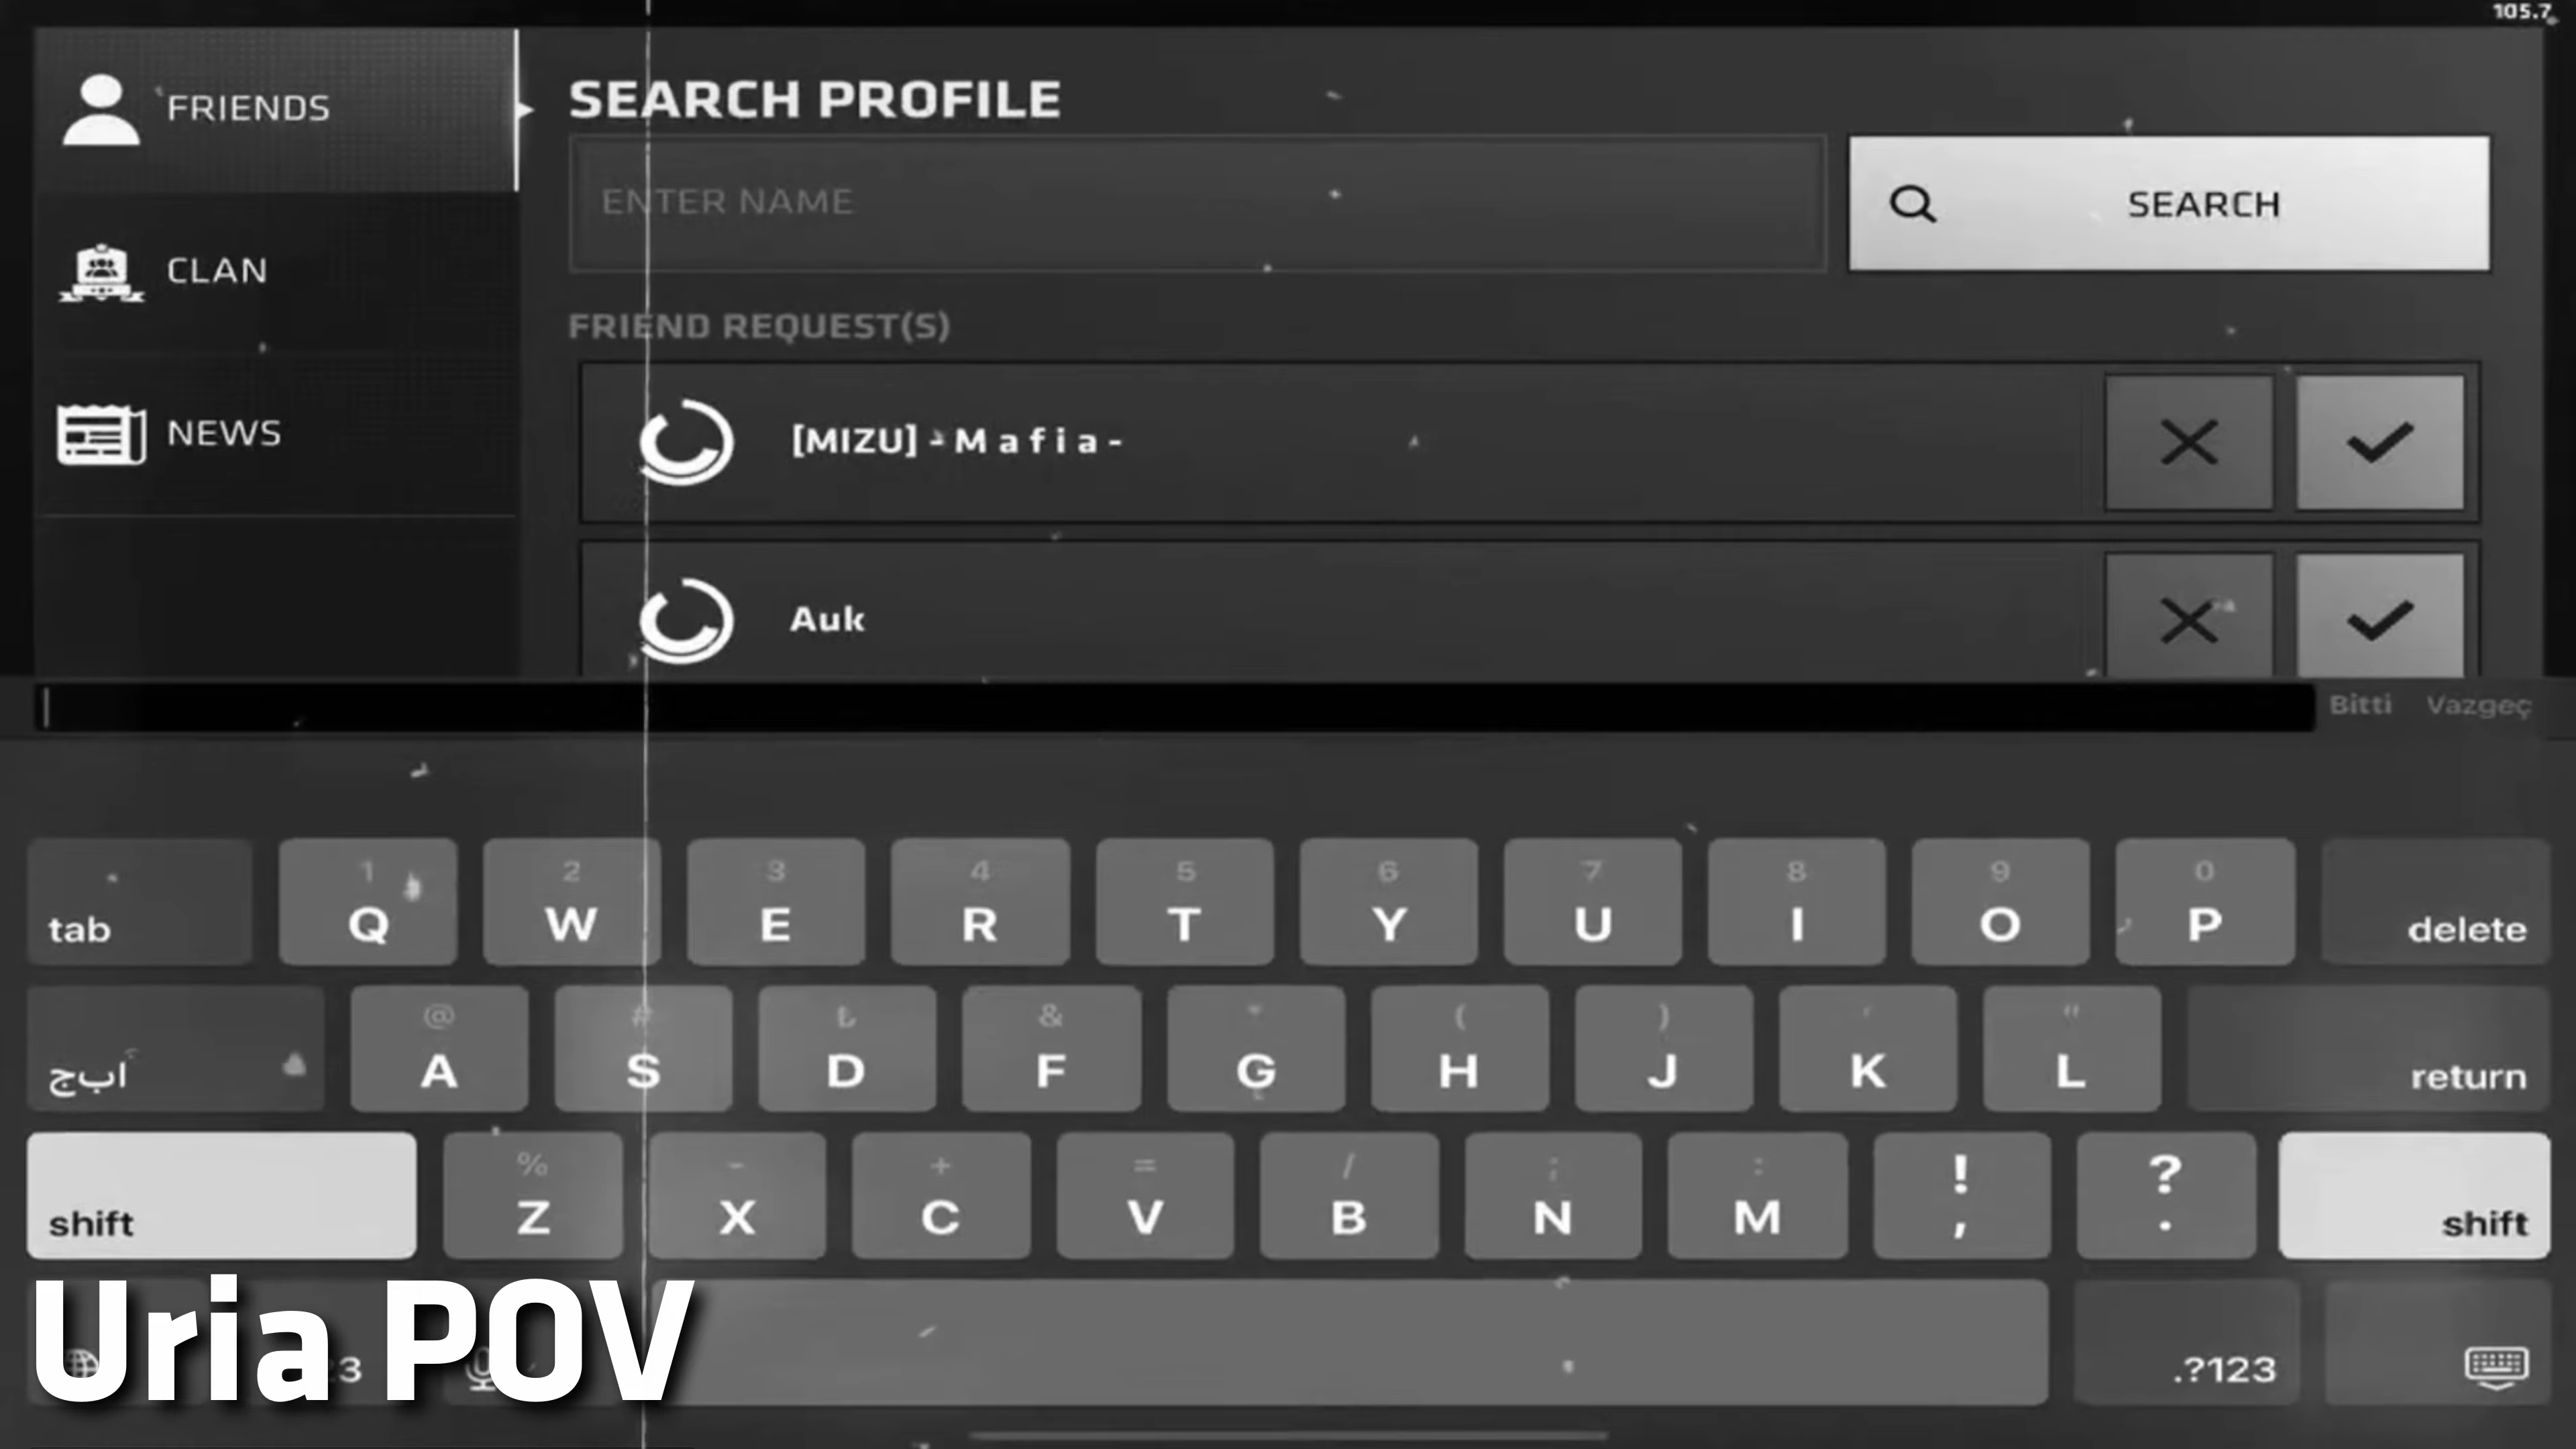 105.7
FRIENDS
CLAN
NEWS
SEARCH PROFILE
ENTER NAME
SEARCH
FRIEND REQUEST(S)
[MIZU] - M a f i a -
Auk
Bitti Vazgeç
tab 1 Q 2 W 3 E 4 R 5 T 6 Y 7 U 8 I 9 O 0 P delete
ابج @ A # S ₺ D & F * G ( H ) J ' K " L return
shift % Z - X + C = V / B ; N : M ! , ? . shift
.?123
Uria POV